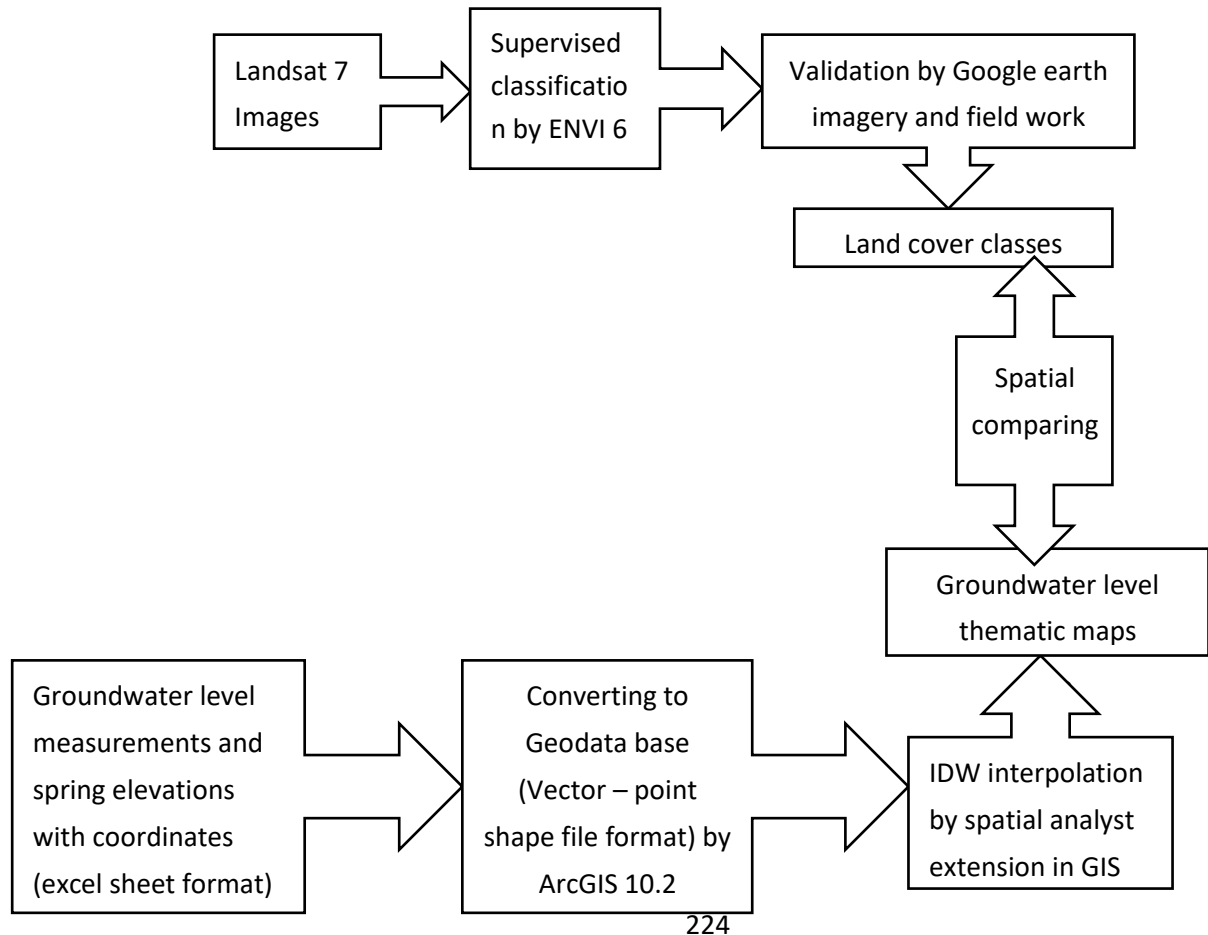 Landsat 7
Images
Supervised
classificatio
n by ENVI 6
Validation by Google earth
imagery and field work
Land cover classes
Spatial
comparing
Groundwater level
thematic maps
Groundwater level
measurements and
spring elevations
with coordinates
(excel sheet format)
Converting to
Geodata base
(Vector – point
shape file format) by
ArcGIS 10.2
IDW interpolation
by spatial analyst
extension in GIS
224